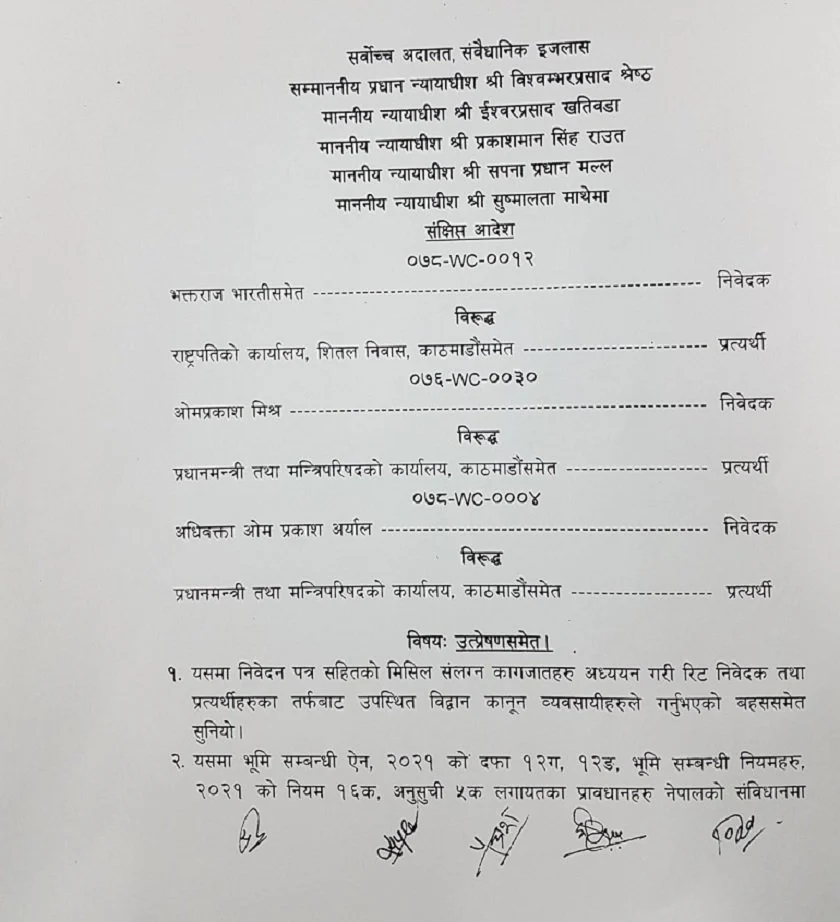 सर्वोच्च अदालत, संवैधानिक इजलास
सम्माननीय प्रधान न्यायाधीश श्री विश्वम्भरप्रसाद श्रेष्ठ
माननीय न्यायाधीश श्री ईश्वरप्रसाद खतिवडा
माननीय न्यायाधीश श्री प्रकाशमान सिंह राउत
माननीय न्यायाधीश श्री सपना प्रधान मल्ल
माननीय न्यायाधीश श्री सुष्मालता माथेमा
संक्षिप्त आदेश
०७८-WC-००१२
भक्तराज भारतीसमेत ------------------------------------------------------ निवेदक
विरूद्ध
राष्ट्रपतिको कार्यालय, शितल निवास, काठमाडौंसमेत -------------------------- प्रत्यर्थी
०७६-WC-००३०
ओमप्रकाश मिश्र --------------------------------------------------------- निवेदक
विरूद्ध
प्रधानमन्त्री तथा मन्त्रिपरिषदको कार्यालय, काठमाडौंसमेत -------------------- प्रत्यर्थी
०७८-WC-०००४
अधिवक्ता ओम प्रकाश अर्याल --------------------------------------------- निवेदक
विरूद्ध
प्रधानमन्त्री तथा मन्त्रिपरिषदको कार्यालय, काठमाडौंसमेत -------------------- प्रत्यर्थी
विषयः उत्प्रेषणसमेत।
१. यसमा निवेदन पत्र सहितको मिसिल संलग्न कागजातहरु अध्ययन गरी रिट निवेदक तथा
प्रत्यर्थीहरुका तर्फबाट उपस्थित विद्वान कानून व्यवसायीहरुले गर्नुभएको बहससमेत
सुनियो।
२. यसमा भूमि सम्बन्धी ऐन, २०२१ को दफा १२ग, १२ङ, भूमि सम्बन्धी नियमहरु,
२०२१ को नियम १६क, अनुसुची ५क लगायतका प्रावधानहरु नेपालको संविधानमा